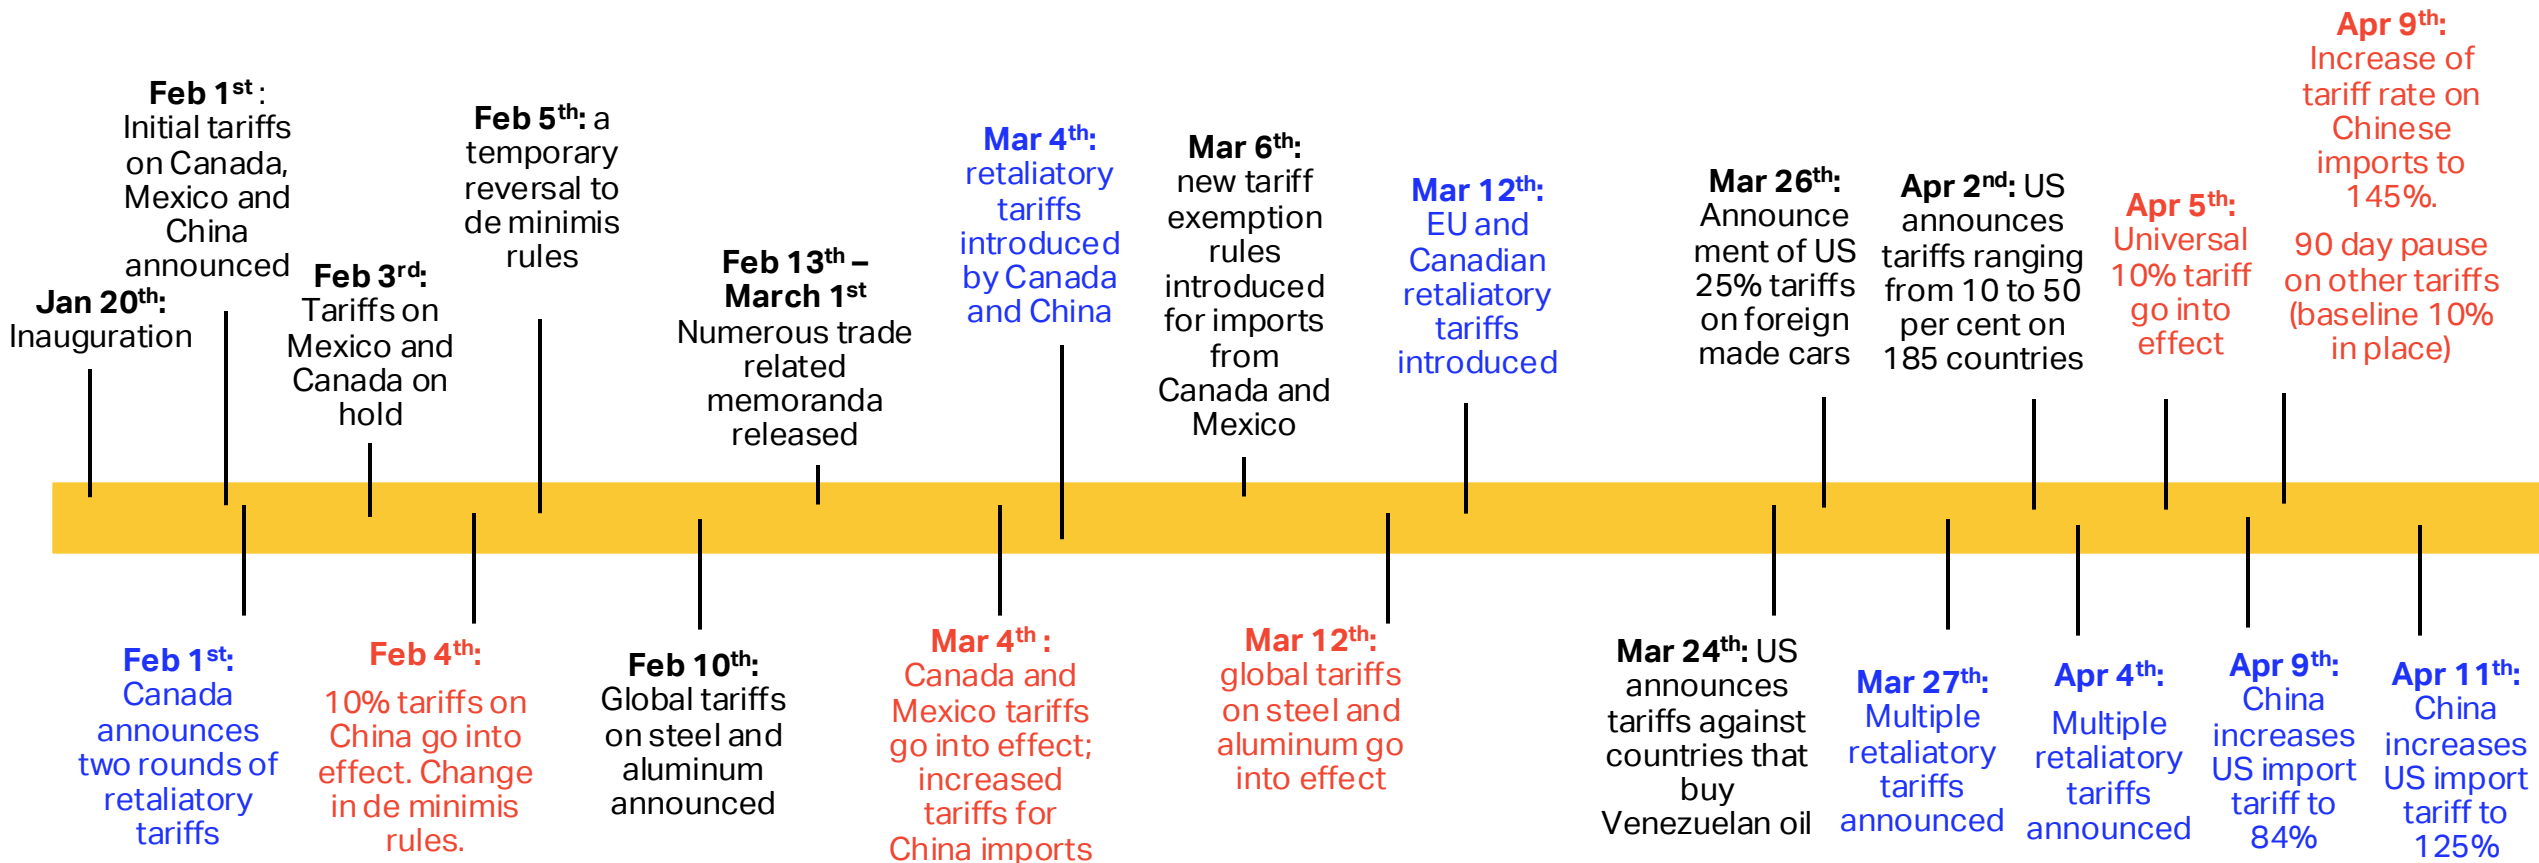 Jan 20th:
Inauguration
Feb 1st :
Initial tariffs
on Canada,
Mexico and
China
announced
Feb 3rd:
Tariffs on
Mexico and
Canada on
hold
Feb 5th: a
temporary
reversal to
de minimis
rules
Feb 13th –
March 1st
Numerous trade
related
memoranda
released
Mar 4th:
retaliatory
tariffs
introduced
by Canada
and China
Mar 6th:
new tariff
exemption
rules
introduced
for imports
from
Canada and
Mexico
Mar 12th:
EU and
Canadian
retaliatory
tariffs
introduced
Mar 26th:
Announce
ment of US
25% tariffs
on foreign
made cars
Apr 2nd: US
announces
tariffs ranging
from 10 to 50
per cent on
185 countries
Apr 5th:
Universal
10% tariff
go into
effect
Apr 9th:
Increase of
tariff rate on
Chinese
imports to
145%.
90 day pause
on other tariffs
(baseline 10%
in place)
Feb 1st:
Canada
announces
two rounds of
retaliatory
tariffs
Feb 4th:
10% tariffs on
China go into
effect. Change
in de minimis
rules.
Feb 10th:
Global tariffs
on steel and
aluminum
announced
Mar 4th :
Canada and
Mexico tariffs
go into effect;
increased
tariffs for
China imports
Mar 12th:
global tariffs
on steel and
aluminum go
into effect
Mar 24th: US
announces
tariffs against
countries that
buy
Venezuelan oil
Mar 27th:
Multiple
retaliatory
tariffs
announced
Apr 4th:
Multiple
retaliatory
tariffs
announced
Apr 9th:
China
increases
US import
tariff to
84%
Apr 11th:
China
increases
US import
tariff to
125%